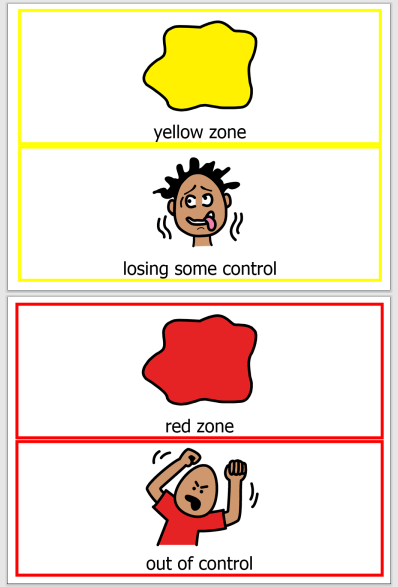 yellow zone
losing some control
red zone
out of control